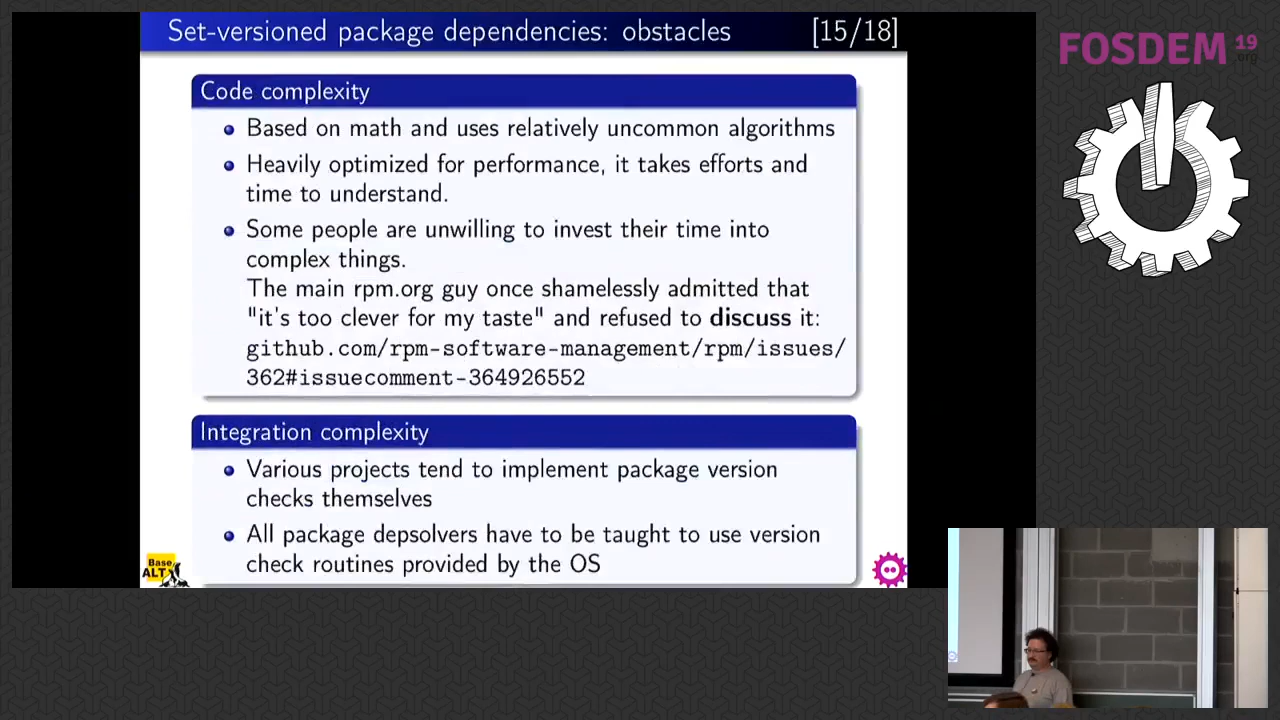 Set-versioned package dependencies: obstacles [15/18]
Code complexity
Based on math and uses relatively uncommon algorithms
Heavily optimized for performance, it takes efforts and
time to understand.
Some people are unwilling to invest their time into
complex things.
The main rpm.org guy once shamelessly admitted that
"it's too clever for my taste" and refused to discuss it:
github.com/rpm-software-management/rpm/issues/
362#issuecomment-364926552
Integration complexity
Various projects tend to implement package version
checks themselves
All package depsolvers have to be taught to use version
check routines provided by the OS
Base
ALT
FOSDEM 19
.org